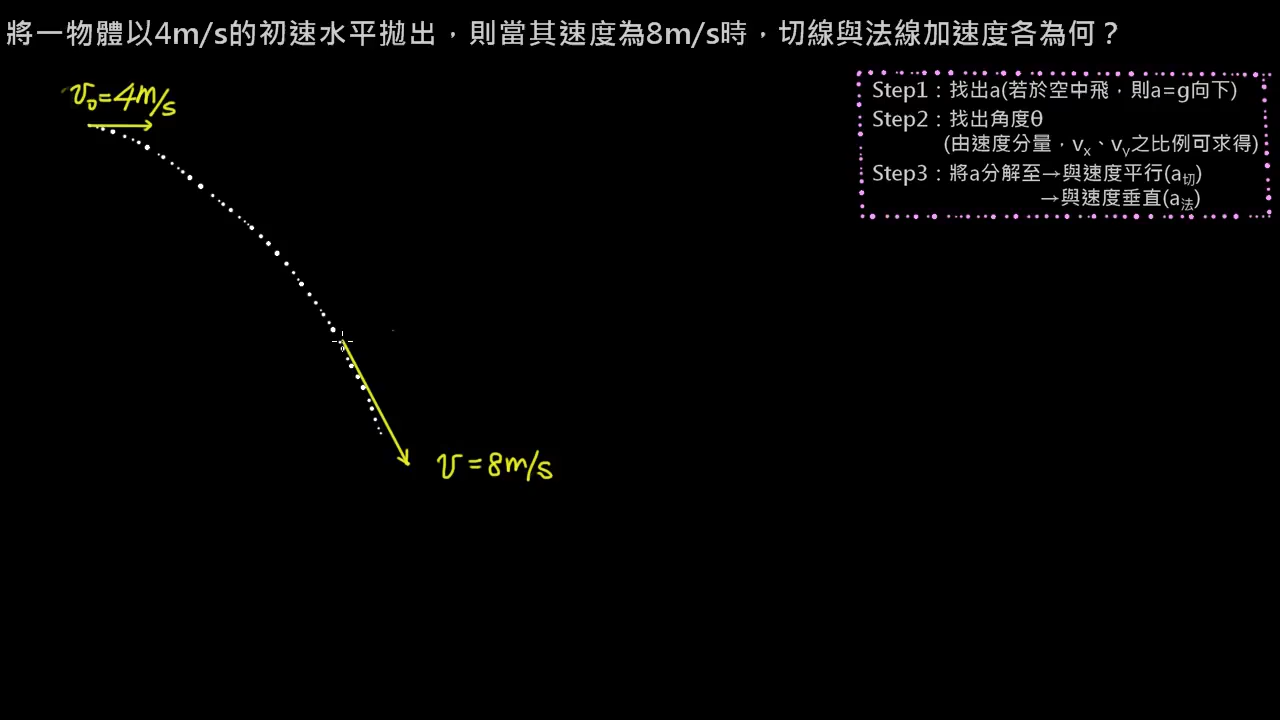 將一物體以4m/s的初速水平拋出，則當其速度為8m/s時，切線與法線加速度各為何？
v₀=4m/s
Step1：找出a(若於空中飛，則a=g向下)
Step2：找出角度θ
(由速度分量，vₓ、vᵧ之比例可求得)
Step3：將a分解至→與速度平行(a切)
→與速度垂直(a法)
v=8m/s